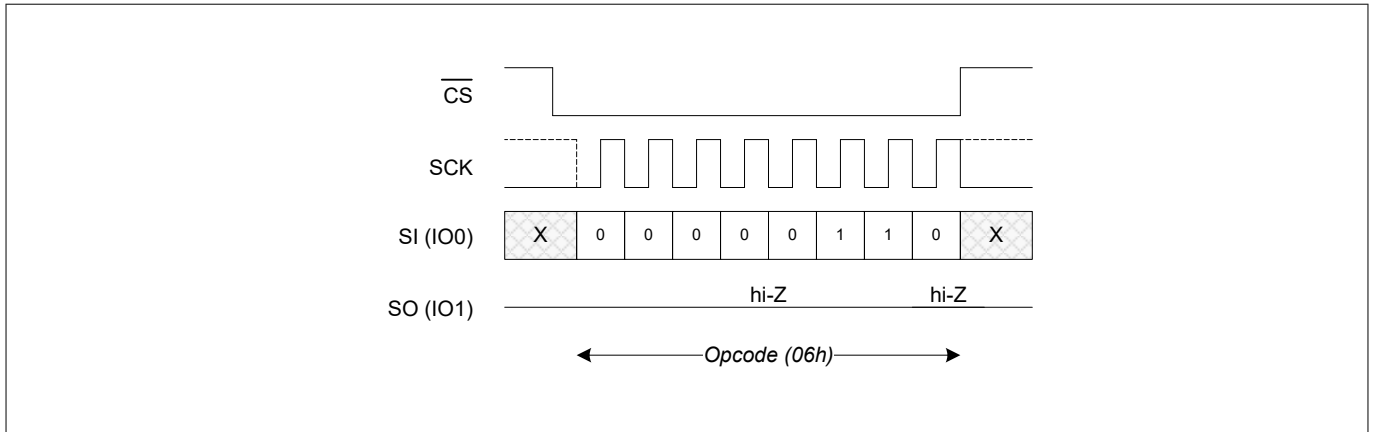 CS
SCK
SI (IO0) X 0 0 0 0 0 1 1 0 X
hi-Z hi-Z
SO (IO1)
Opcode (06h)